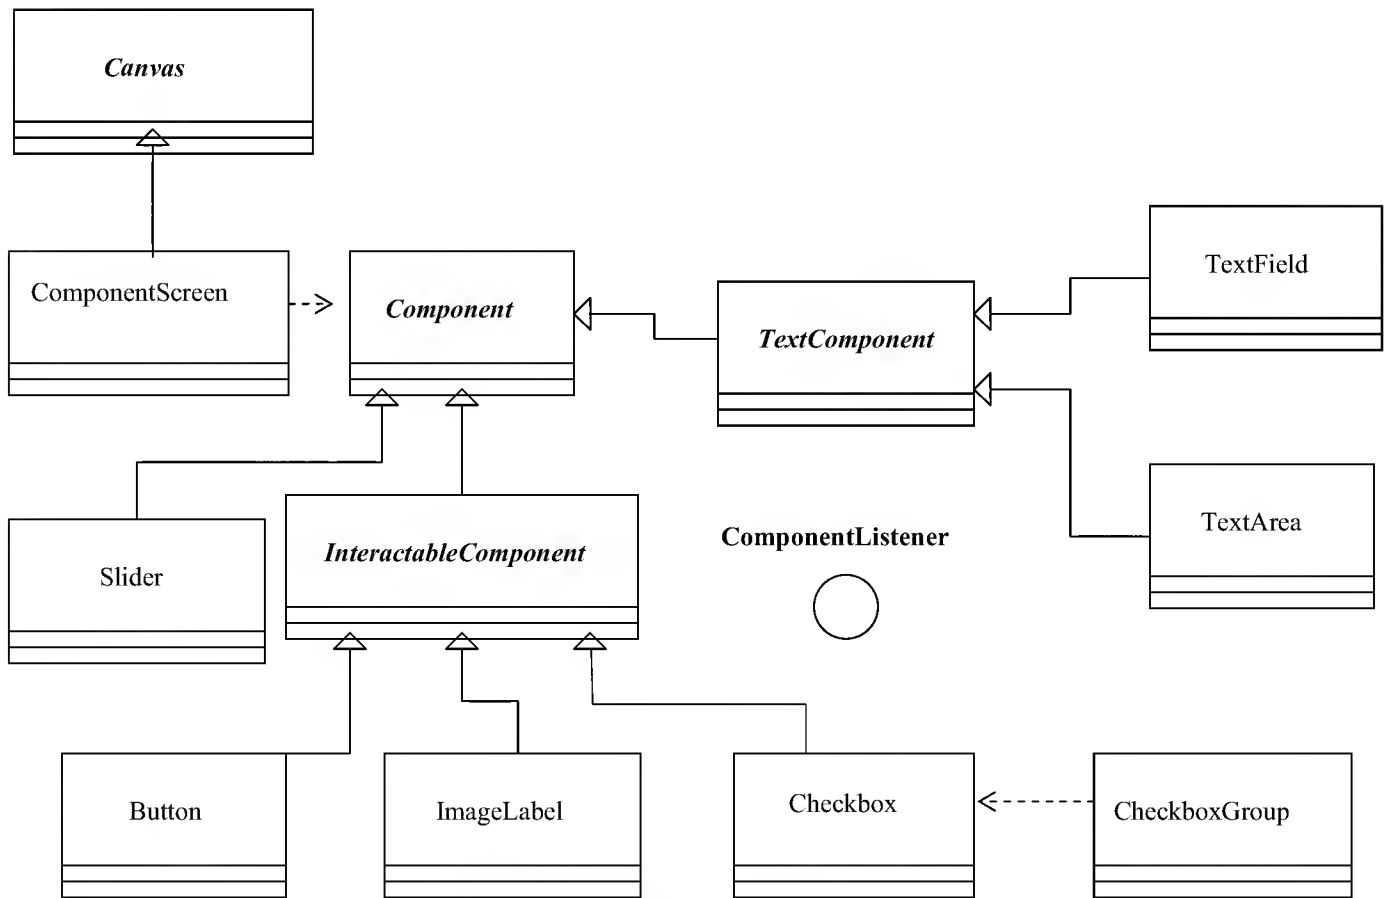 Canvas
ComponentScreen
Component
TextComponent
TextField
Slider
InteractableComponent
ComponentListener
TextArea
Button
ImageLabel
Checkbox
CheckboxGroup